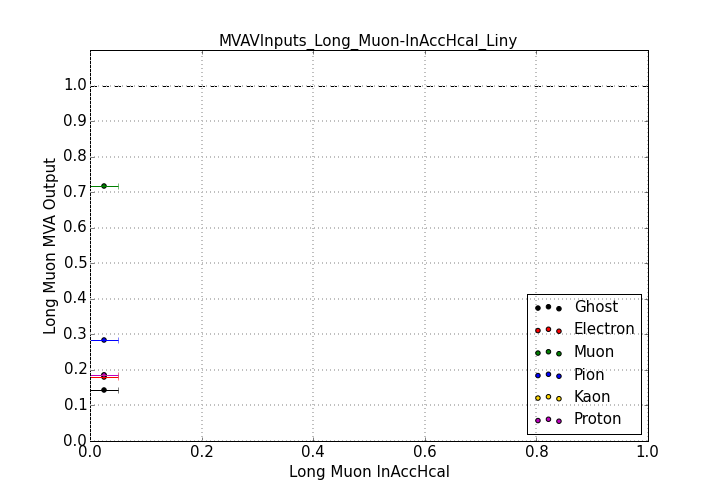 MVAVInputs_Long_Muon-InAccHcal_Liny
1.0
0.9
0.8
0.7
0.6
0.5
0.4
0.3
0.2
0.1
0.0
Long Muon MVA Output
Ghost
Electron
Muon
Pion
Kaon
Proton
0.0 0.2 0.4 0.6 0.8 1.0
Long Muon InAccHcal